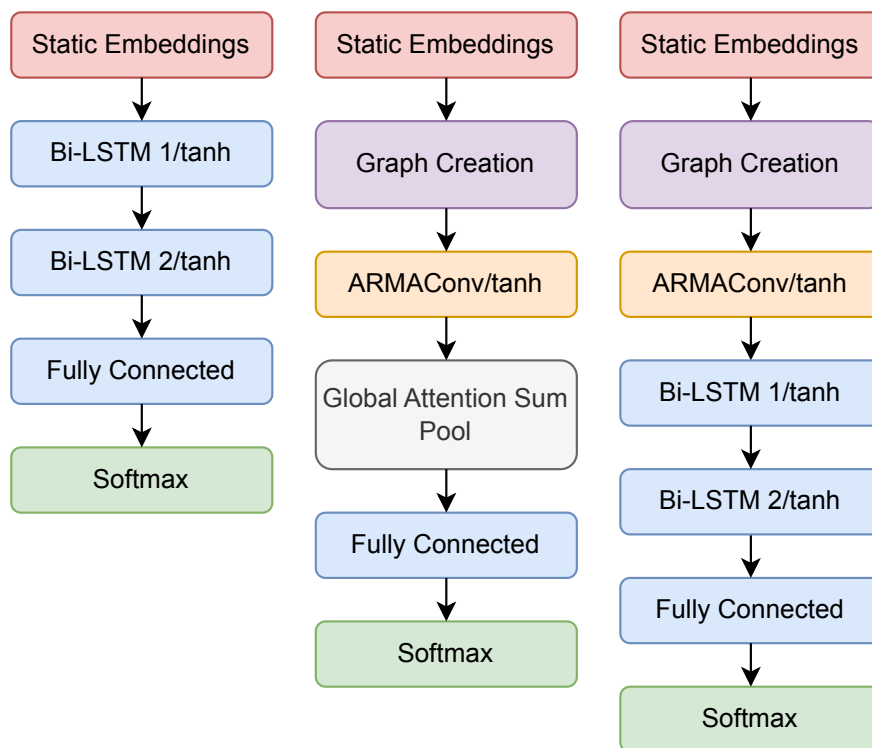 Static Embeddings
Bi-LSTM 1/tanh
Bi-LSTM 2/tanh
Fully Connected
Softmax
Static Embeddings
Graph Creation
ARMAConv/tanh
Global Attention Sum
Pool
Fully Connected
Softmax
Static Embeddings
Graph Creation
ARMAConv/tanh
Bi-LSTM 1/tanh
Bi-LSTM 2/tanh
Fully Connected
Softmax